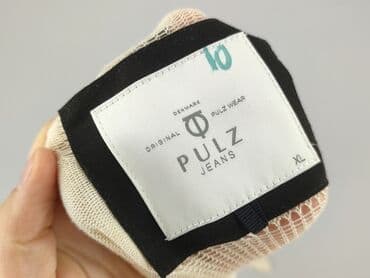 10
DENMARK
ORIGINAL PULZ WEAR
PULZ
JEANS
XL